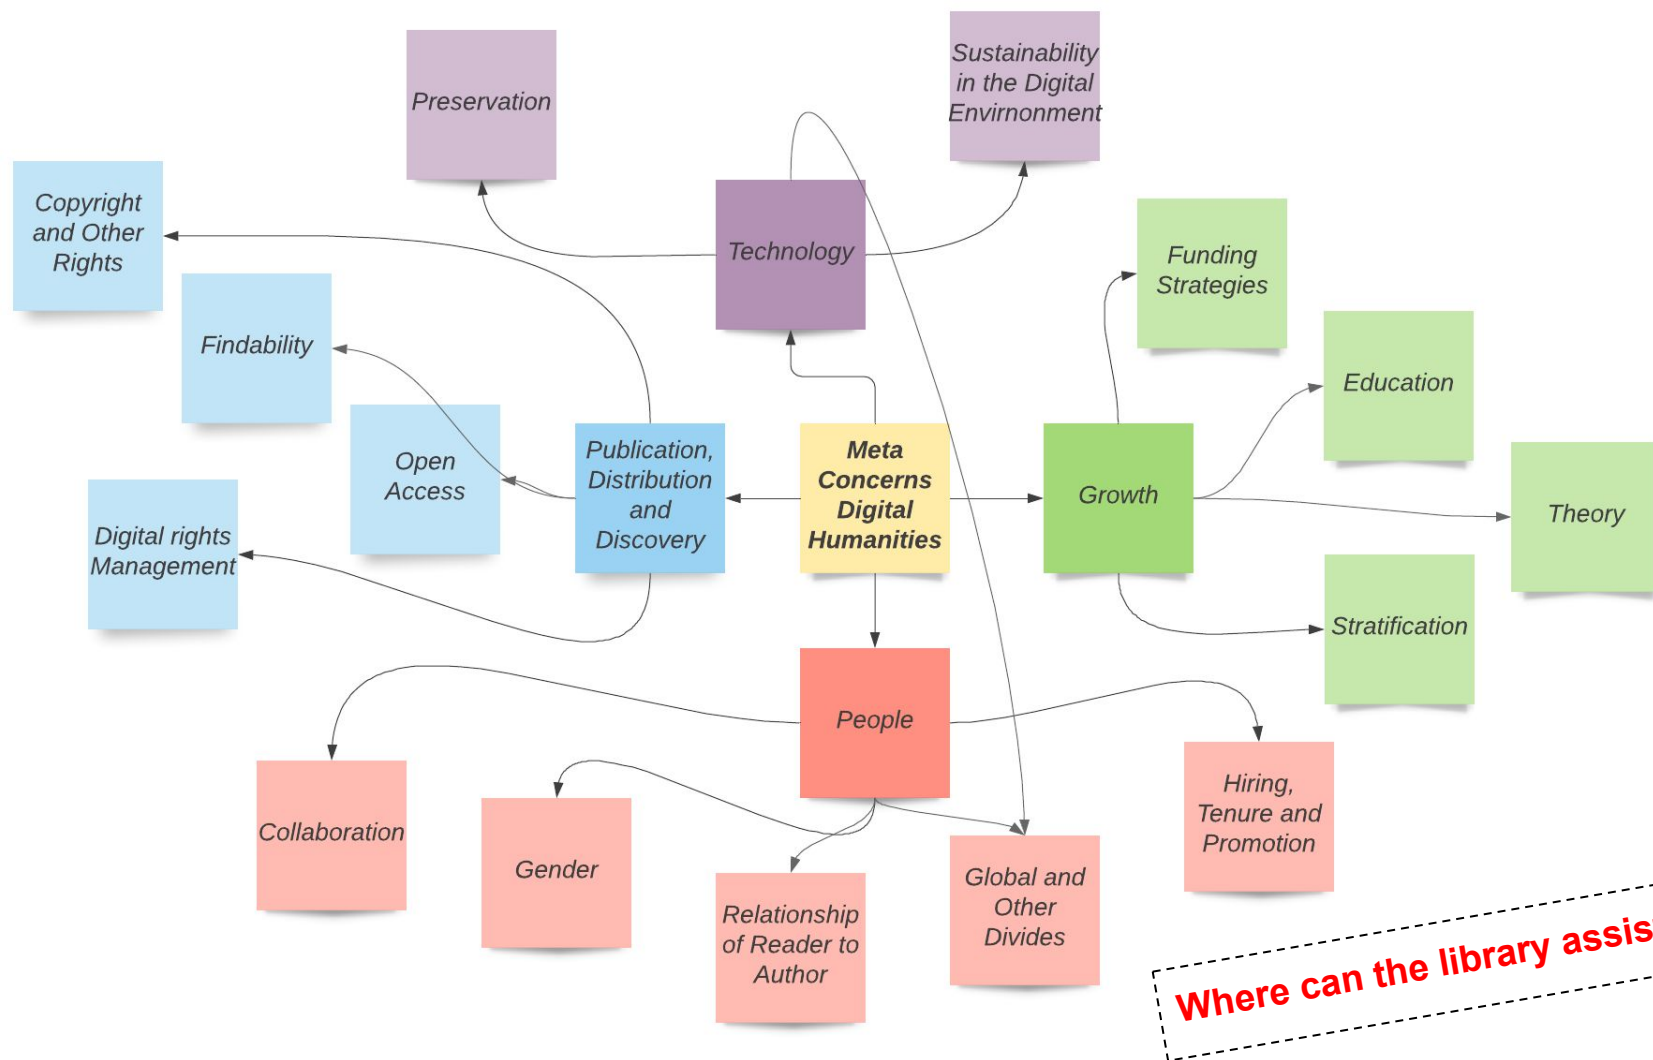 Preservation
Sustainability
in the Digital
Envirnonment
Copyright
and Other
Rights
Technology
Funding
Strategies
Findability
Education
Open
Access
Publication,
Distribution
and
Discovery
Meta
Concerns
Digital
Humanities
Growth
Theory
Digital rights
Management
Stratification
People
Collaboration
Gender
Relationship
of Reader to
Author
Global and
Other
Divides
Hiring,
Tenure and
Promotion
Where can the library assis